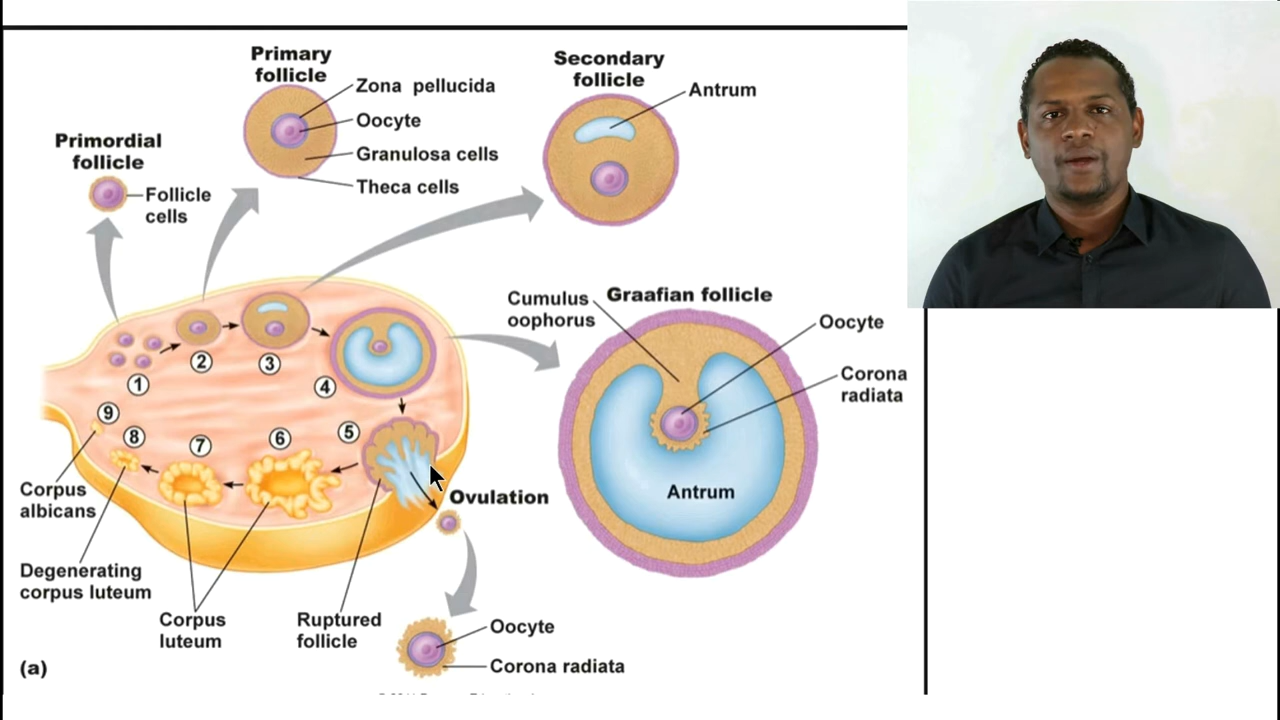 Primary
follicle
Zona pellucida
Oocyte
Granulosa cells
Theca cells
Secondary
follicle
Antrum
Primordial
follicle
Follicle
cells
Cumulus
oophorus
Graafian follicle
Oocyte
Corona
radiata
Antrum
1
2
3
4
5
6
7
8
9
Corpus
albicans
Ovulation
Degenerating
corpus luteum
Corpus
luteum
Ruptured
follicle
Oocyte
Corona radiata
(a)